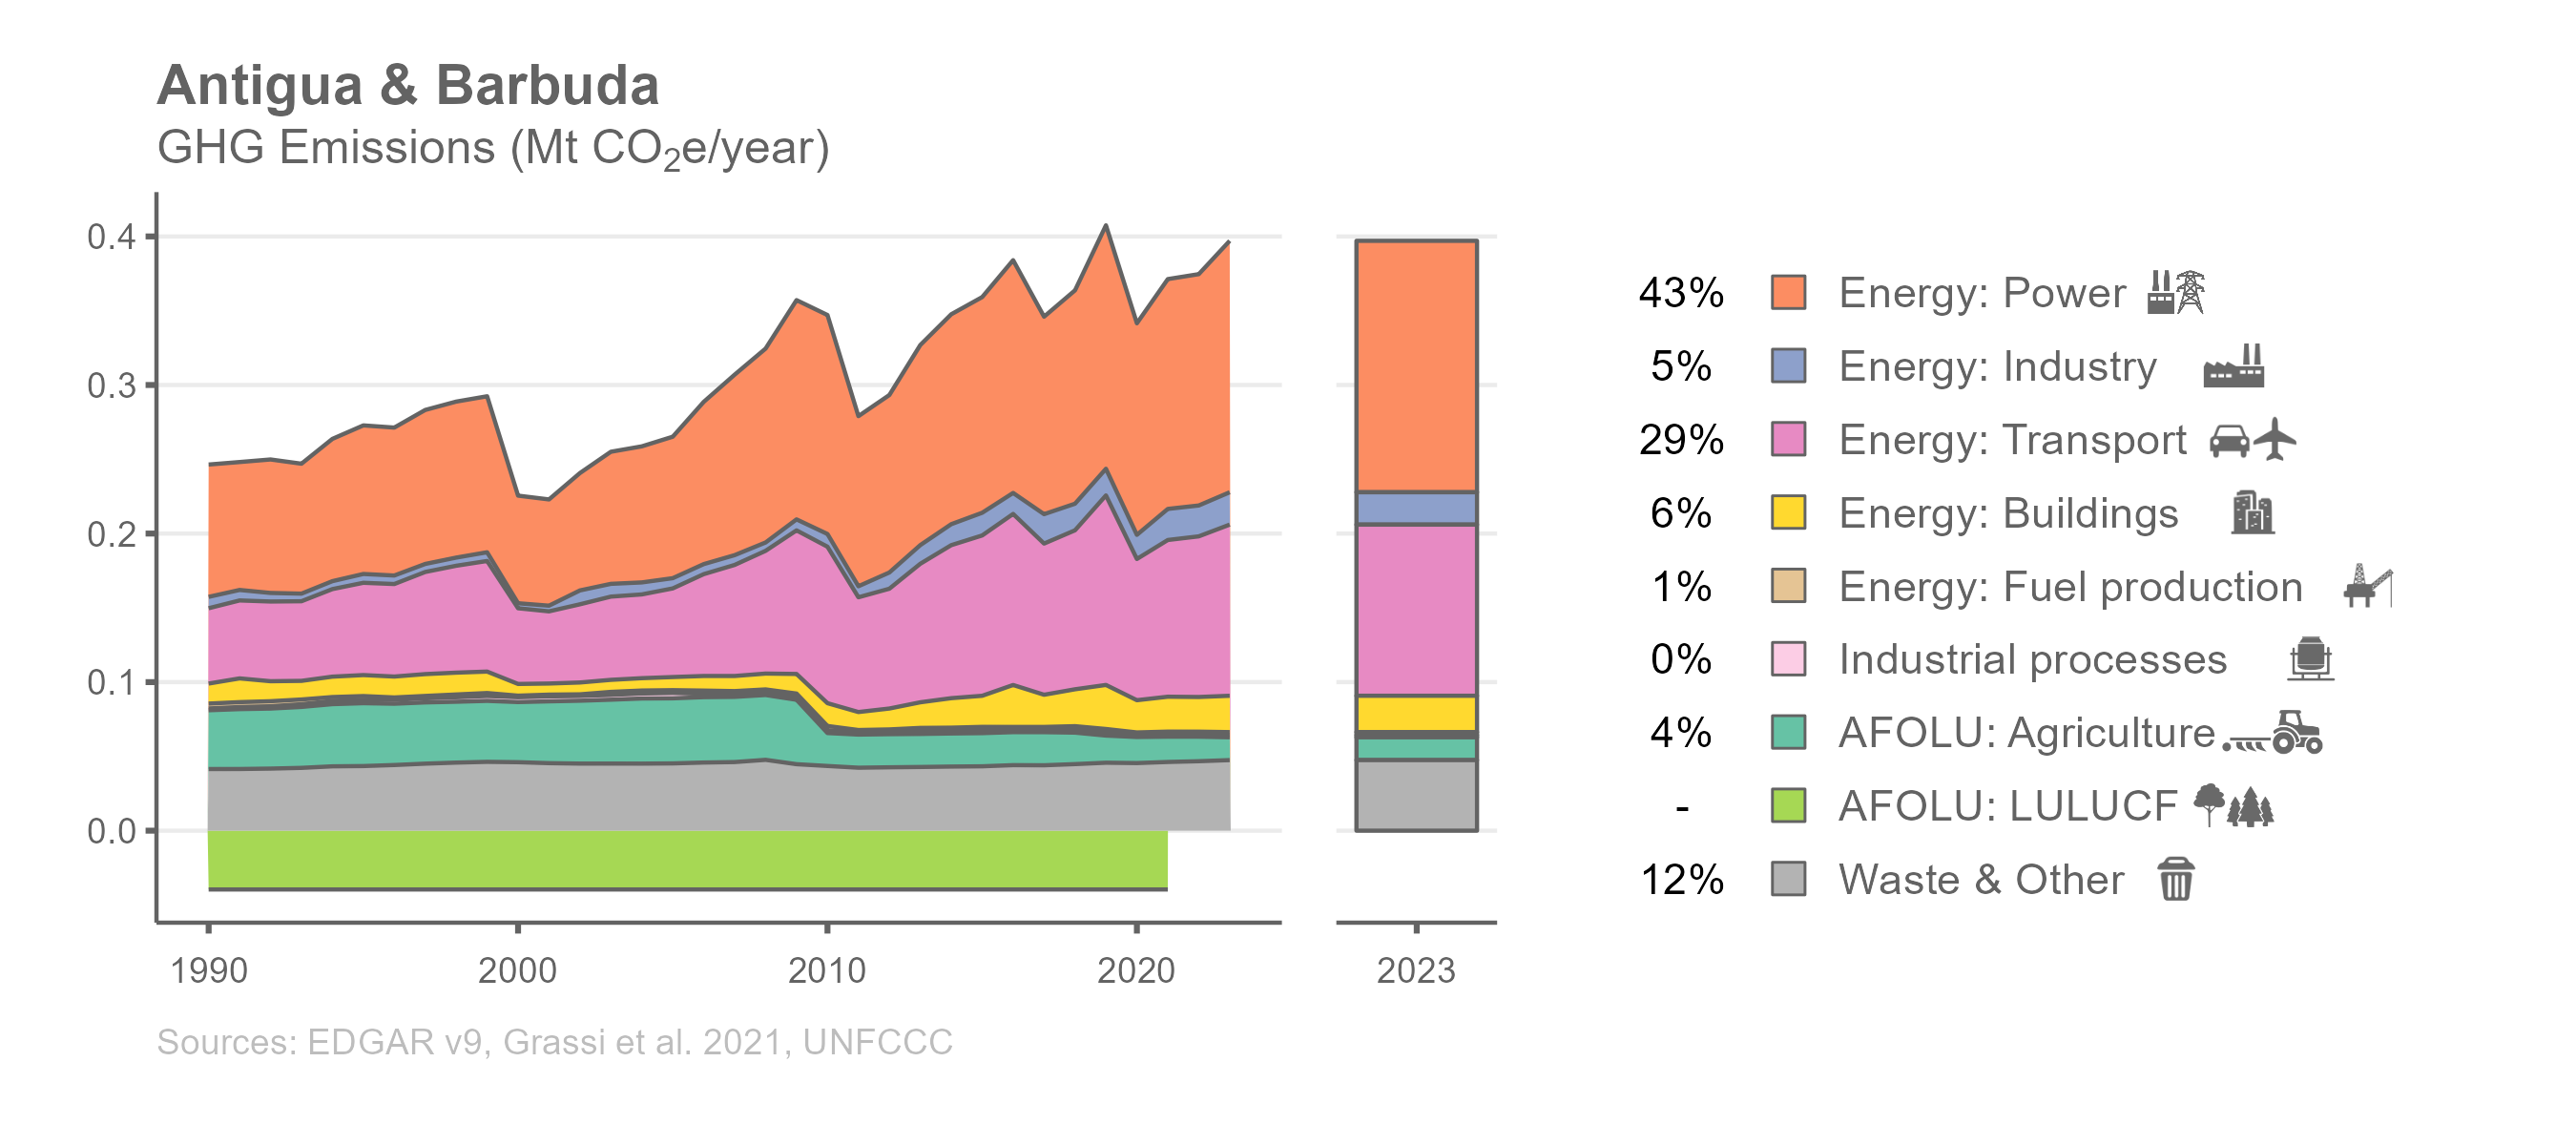 Antigua & Barbuda
GHG Emissions (Mt CO₂e/year)
0.4
0.3
0.2
0.1
0.0
1990 2000 2010 2020 2023
43% Energy: Power
5% Energy: Industry
29% Energy: Transport
6% Energy: Buildings
1% Energy: Fuel production
0% Industrial processes
4% AFOLU: Agriculture
- AFOLU: LULUCF
12% Waste & Other
Sources: EDGAR v9, Grassi et al. 2021, UNFCCC